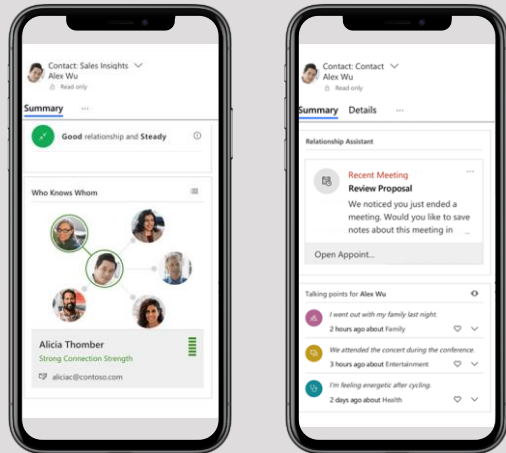 Contact: Sales Insights
Alex Wu
Read only
Summary ...
Good relationship and Steady
Who Knows Whom
Alicia Thomber
Strong Connection Strength
aliciac@contoso.com
Contact: Contact
Alex Wu
Read only
Summary Details ...
Relationship Assistant
Recent Meeting ...
Review Proposal
We noticed you just ended a
meeting. Would you like to save
notes about this meeting in ...
Open Appoint...
Talking points for Alex Wu
I went out with my family last night.
2 hours ago about Family
We attended the concert during the conference.
3 hours ago about Entertainment
I'm feeling energetic after cycling.
2 days ago about Health